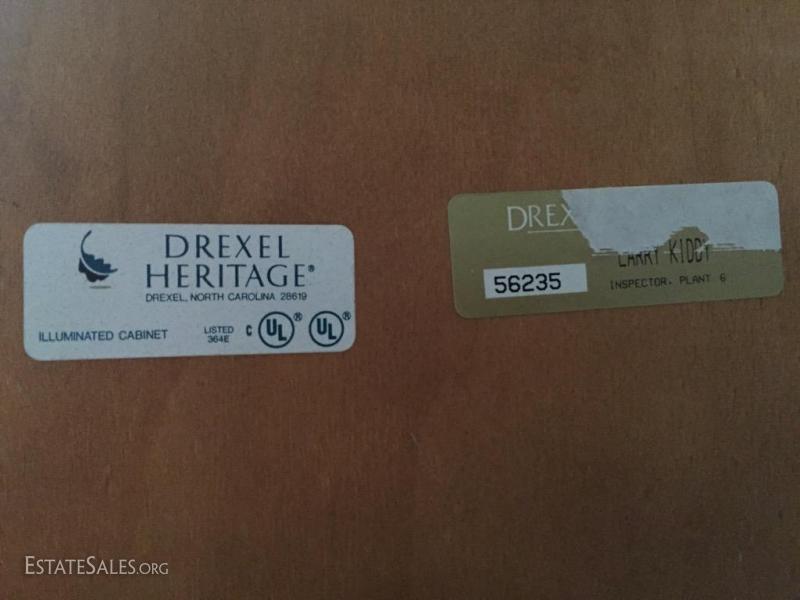 DREXEL
HERITAGE®
DREXEL, NORTH CAROLINA 28619
ILLUMINATED CABINET
LISTED
364E
C UL® UL®
DREX
LARRY KIDDY
56235
INSPECTOR, PLANT 6
ESTATESALES.ORG